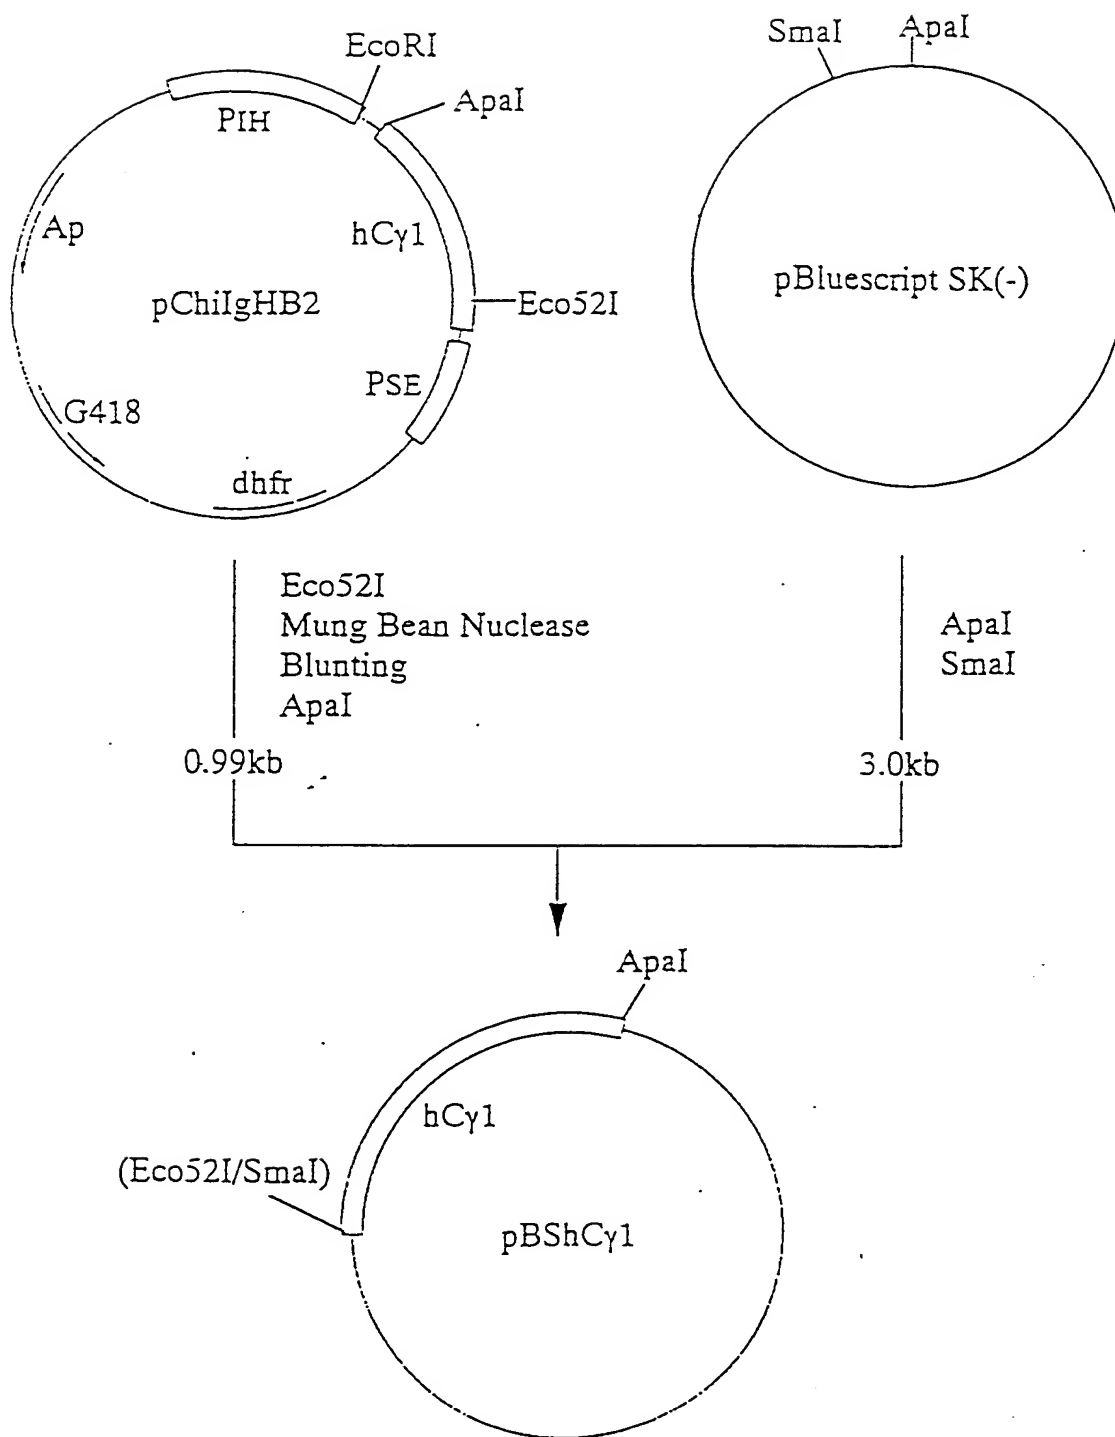 EcoRI
ApaI
PIH
Ap
hCγ1
pChiIgHB2
Eco52I
PSE
G418
dhfr
SmaI
ApaI
pBluescript SK(-)
Eco52I
Mung Bean Nuclease
Blunting
ApaI
0.99kb
ApaI
SmaI
3.0kb
ApaI
hCγ1
(Eco52I/SmaI)
pBShCγ1